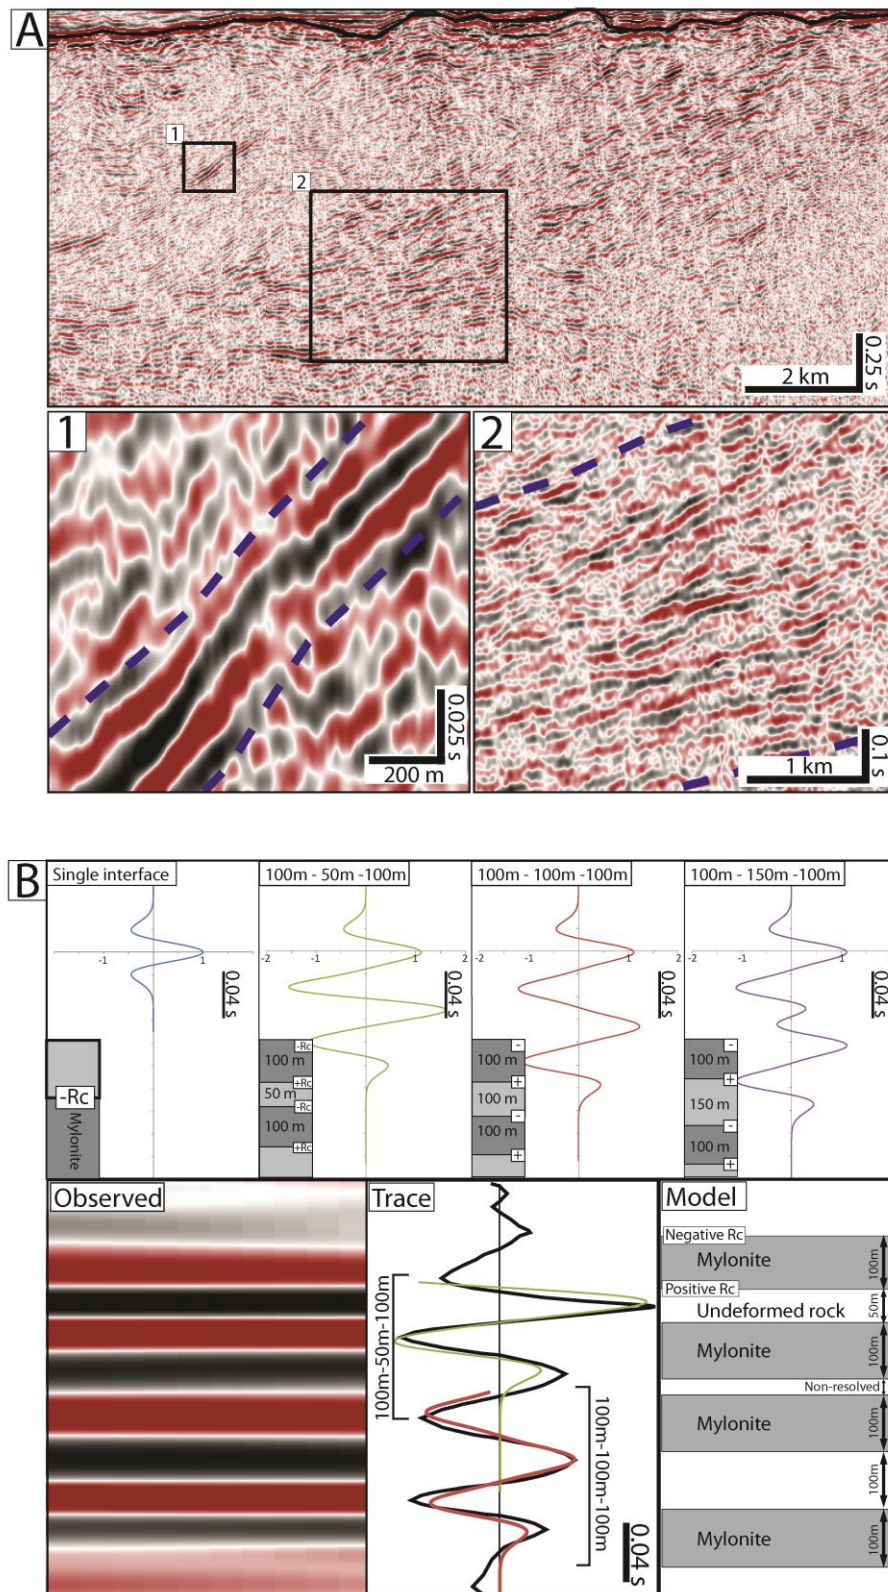 A
1
2
2 km
0.25 s
1
200 m
0.025 s
2
1 km
0.1 s
B
Single interface
-1
1
0.04 s
-Rc
Mylonite
100m - 50m -100m
-2
-1
1
2
0.04 s
-Rc
100 m
+Rc
50 m
-Rc
100 m
+Rc
100m - 100m -100m
-2
-1
1
2
0.04 s
-
100 m
+
100 m
-
100 m
+
100m - 150m -100m
-2
-1
1
2
0.04 s
-
100 m
+
150 m
-
100 m
+
Observed
Trace
100m-50m-100m
100m-100m-100m
0.04 s
Model
Negative Rc
Mylonite
100m
Positive Rc
Undeformed rock
50m
Mylonite
100m
Non-resolved
Mylonite
100m
100m
Mylonite
100m